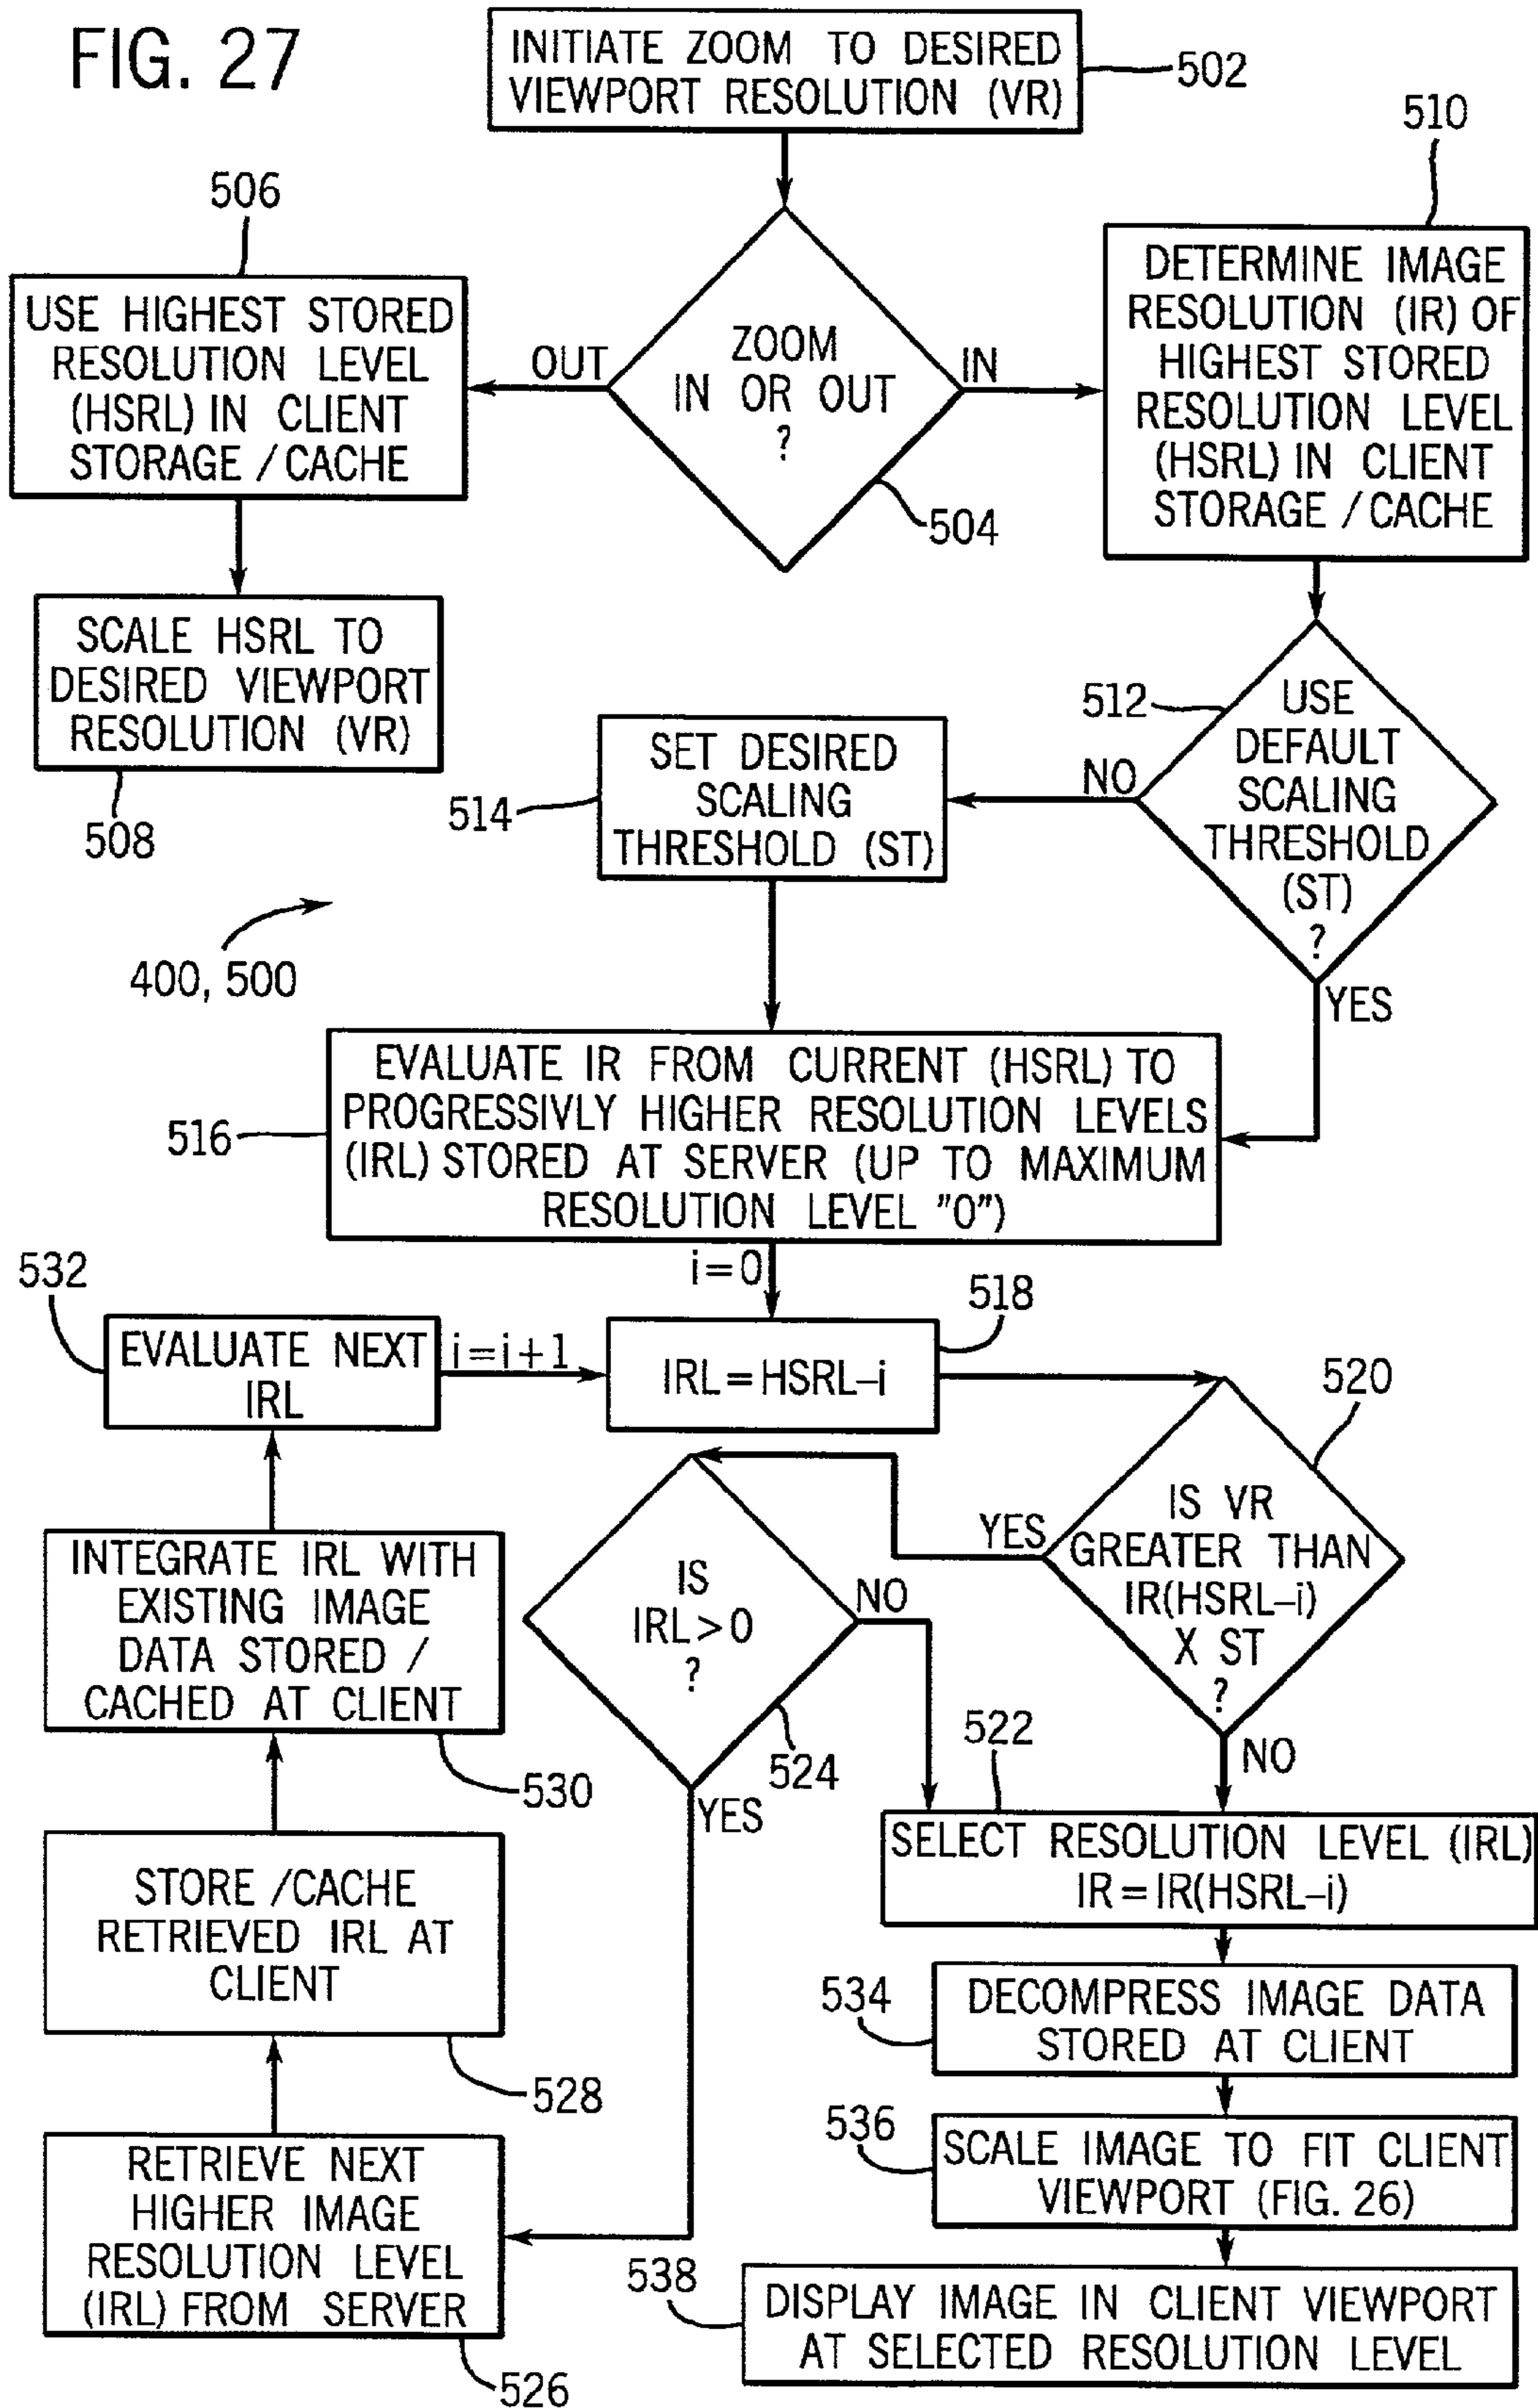 FIG. 27
INITIATE ZOOM TO DESIRED
VIEWPORT RESOLUTION (VR)
502
510
506
USE HIGHEST STORED
RESOLUTION LEVEL
(HSRL) IN CLIENT
STORAGE / CACHE
OUT
ZOOM
IN OR OUT
?
IN
504
DETERMINE IMAGE
RESOLUTION (IR) OF
HIGHEST STORED
RESOLUTION LEVEL
(HSRL) IN CLIENT
STORAGE / CACHE
SCALE HSRL TO
DESIRED VIEWPORT
RESOLUTION (VR)
508
512
USE
DEFAULT
SCALING
THRESHOLD
(ST)
?
NO
YES
SET DESIRED
SCALING
THRESHOLD (ST)
514
400, 500
EVALUATE IR FROM CURRENT (HSRL) TO
PROGRESSIVLY HIGHER RESOLUTION LEVELS
(IRL) STORED AT SERVER (UP TO MAXIMUM
RESOLUTION LEVEL "0")
516
i=0
532
EVALUATE NEXT
IRL
i=i+1
518
IRL=HSRL–i
520
IS VR
GREATER THAN
IR(HSRL–i)
X ST
?
YES
NO
IS
IRL>0
?
NO
524
YES
522
SELECT RESOLUTION LEVEL (IRL)
IR=IR(HSRL–i)
INTEGRATE IRL WITH
EXISTING IMAGE
DATA STORED /
CACHED AT CLIENT
530
STORE /CACHE
RETRIEVED IRL AT
CLIENT
528
RETRIEVE NEXT
HIGHER IMAGE
RESOLUTION LEVEL
(IRL) FROM SERVER
526
534
DECOMPRESS IMAGE DATA
STORED AT CLIENT
536
SCALE IMAGE TO FIT CLIENT
VIEWPORT (FIG. 26)
538
DISPLAY IMAGE IN CLIENT VIEWPORT
AT SELECTED RESOLUTION LEVEL